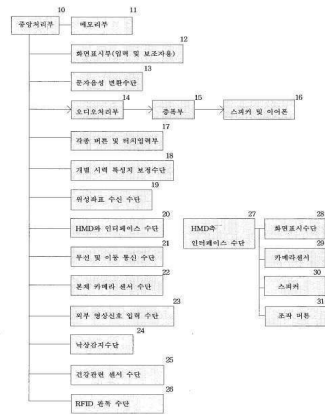 10
중앙처리부
11
메모리부
12
화면표시부(입력 및 보조자용)
13
문자음성 변환수단
14
오디오처리부
15
증폭부
16
스피커 및 이어폰
17
각종 버튼 및 터치입력부
18
개별 시력 특성치 보정수단
19
위성좌표 수신 수단
20
HMD와 인터페이스 수단
21
무선 및 이동 통신 수단
22
본체 카메라 센서 수단
23
외부 영상신호 입력 수단
24
낙상감지수단
25
건강관련 센서 수단
26
RFID 판독 수단
27
HMD측
인터페이스 수단
28
화면표시수단
29
카메라센서
30
스피커
31
조작 버튼